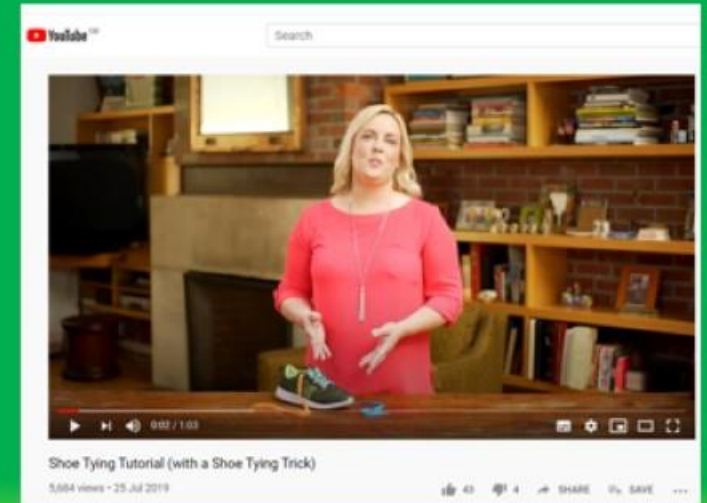 YouTube GB
Search
0:02 / 1:03
Shoe Tying Tutorial (with a Shoe Tying Trick)
5,684 views • 25 Jul 2019
43
4
SHARE
SAVE